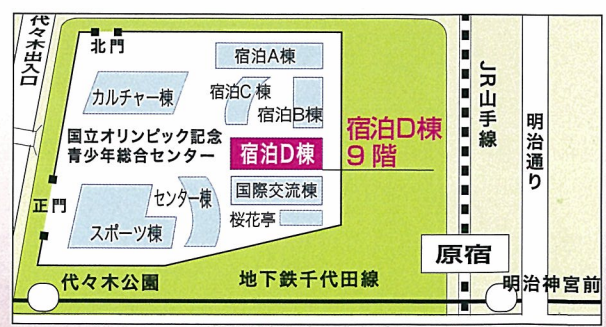 代々木出入口
北門
宿泊A棟
カルチャー棟
宿泊C棟
宿泊B棟
国立オリンピック記念
青少年総合センター
宿泊D棟
宿泊D棟
9階
JR山手線
明治通り
正門
センター棟
国際交流棟
桜花亭
スポーツ棟
原宿
代々木公園
地下鉄千代田線
明治神宮前